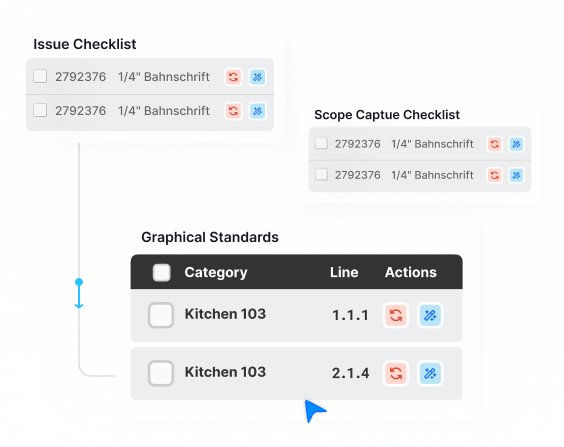 Issue Checklist
2792376 1/4" Bahnschrift
2792376 1/4" Bahnschrift
Scope Captue Checklist
2792376 1/4" Bahnschrift
2792376 1/4" Bahnschrift
Graphical Standards
Category Line Actions
Kitchen 103 1.1.1
Kitchen 103 2.1.4